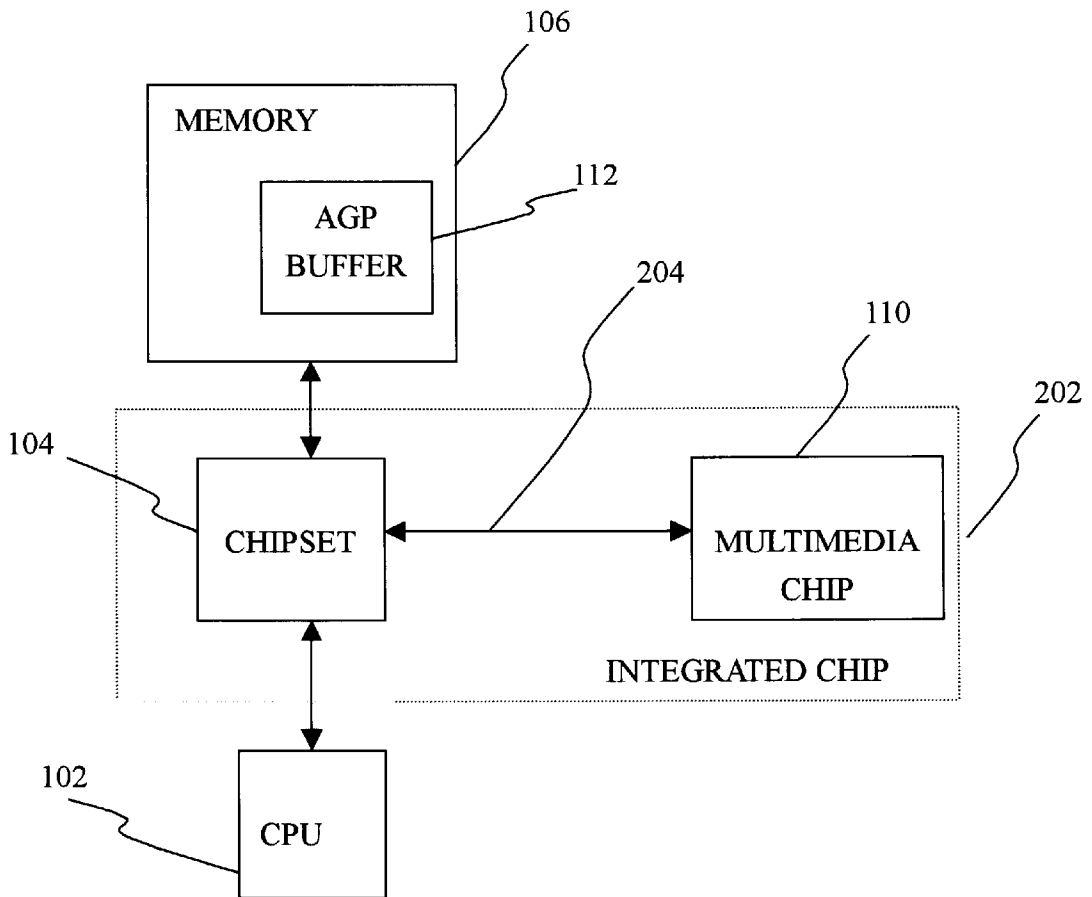 106
MEMORY
112
AGP
BUFFER
204
110
202
104
CHIPSET
MULTIMEDIA
CHIP
INTEGRATED CHIP
102
CPU